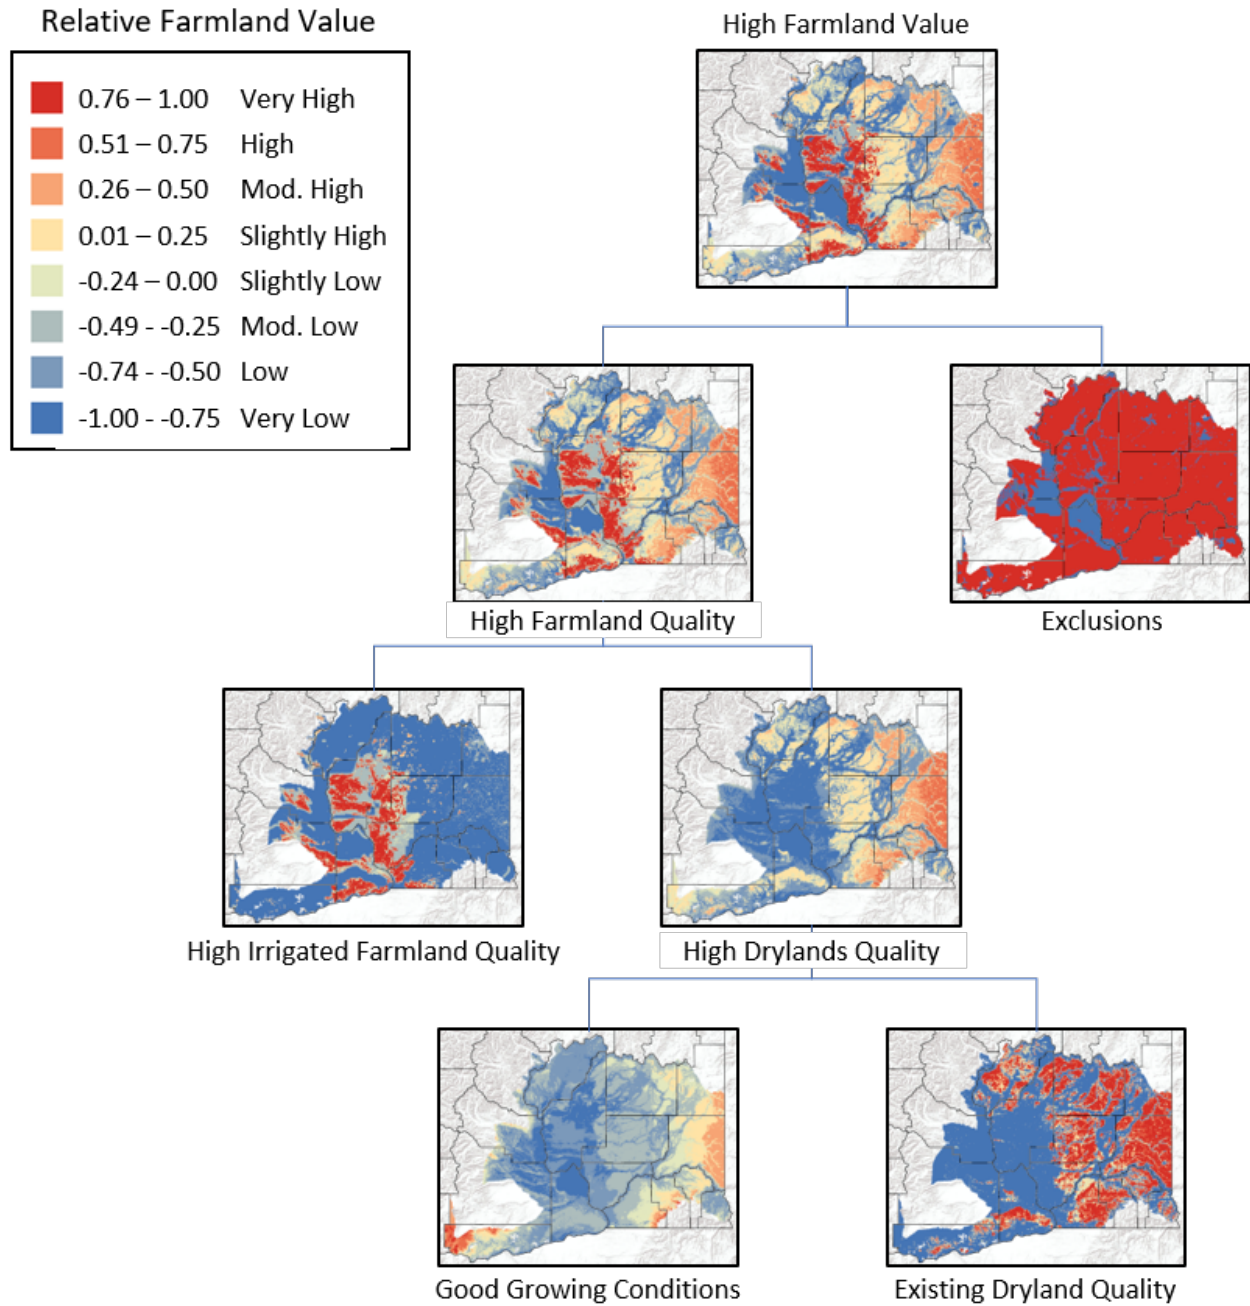 Relative Farmland Value
High Farmland Value
0.76 – 1.00 Very High
0.51 – 0.75 High
0.26 – 0.50 Mod. High
0.01 – 0.25 Slightly High
-0.24 – 0.00 Slightly Low
-0.49 - -0.25 Mod. Low
-0.74 - -0.50 Low
-1.00 - -0.75 Very Low
High Farmland Quality
Exclusions
High Irrigated Farmland Quality
High Drylands Quality
Good Growing Conditions
Existing Dryland Quality